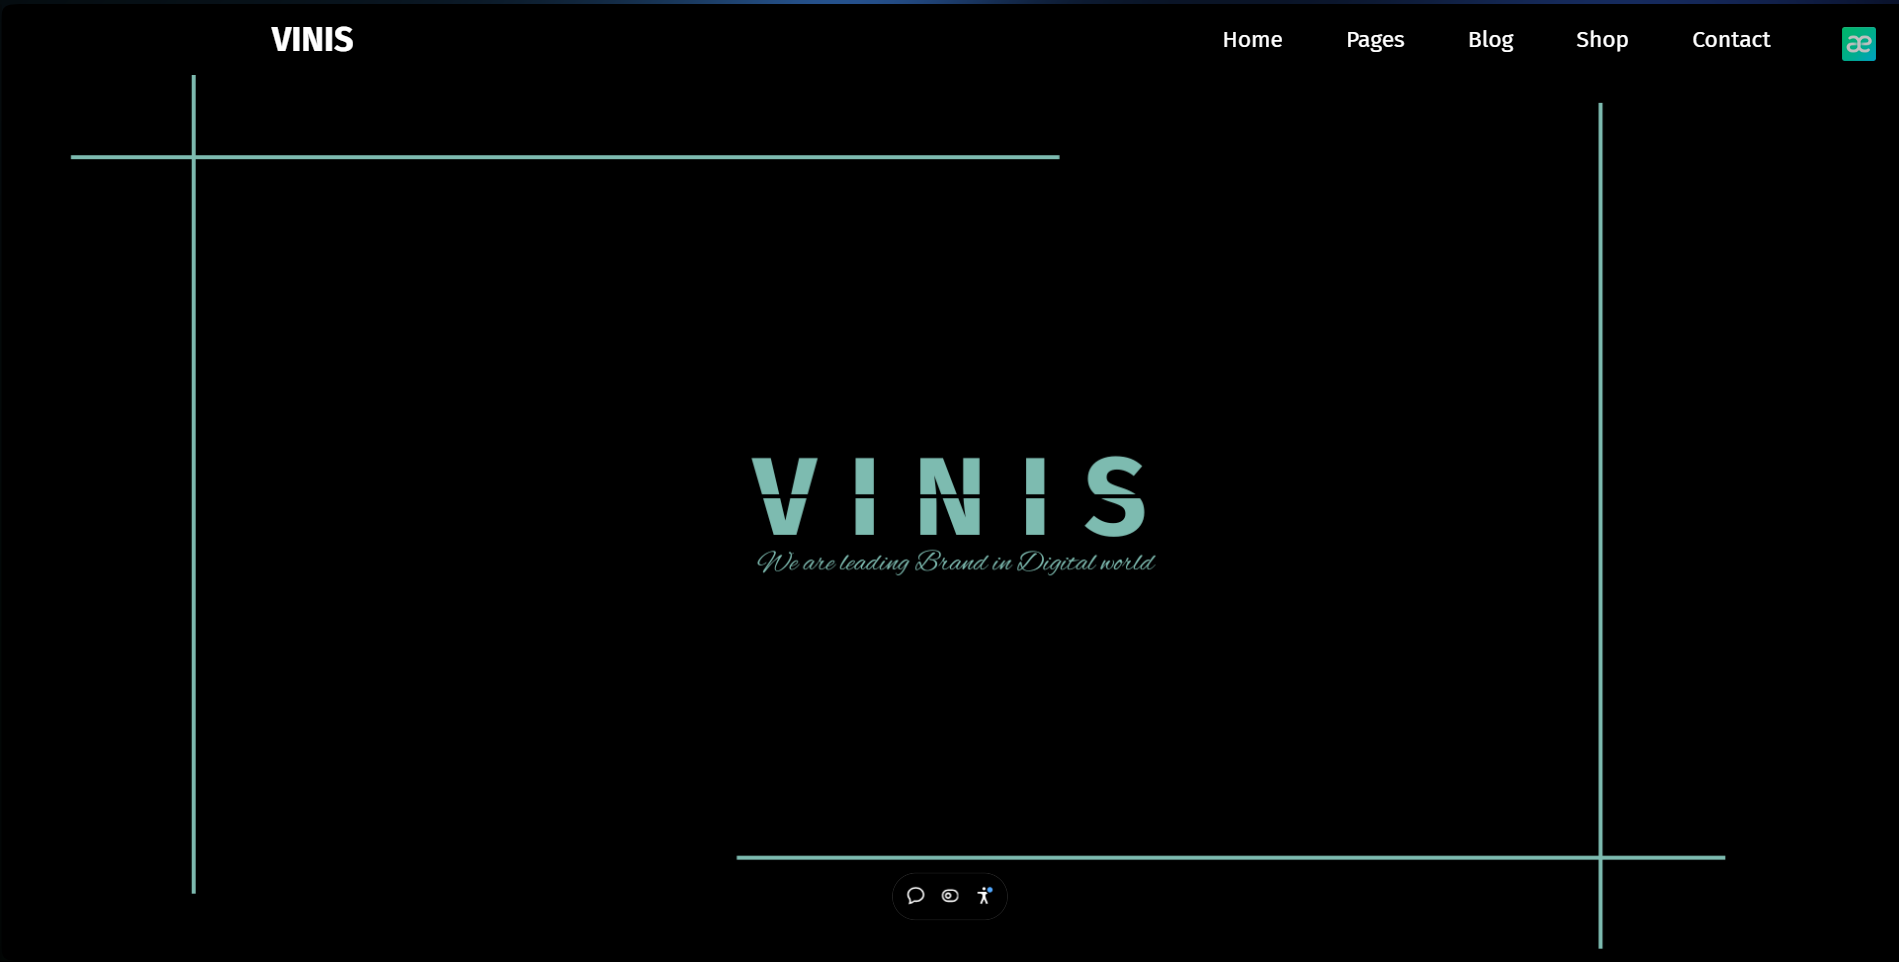 VINIS
Home Pages Blog Shop Contact
æ
VINIS
We are leading Brand in Digital world